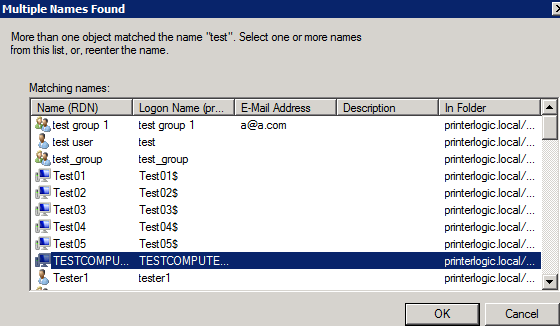 Multiple Names Found
More than one object matched the name "test". Select one or more names
from this list, or, reenter the name.
Matching names:
Name (RDN) Logon Name (pr... E-Mail Address Description In Folder
test group 1 test group 1 a@a.com printerlogic.local/...
test user test printerlogic.local/...
test_group test_group printerlogic.local/...
Test01 Test01$ printerlogic.local/...
Test02 Test02$ printerlogic.local/...
Test03 Test03$ printerlogic.local/...
Test04 Test04$ printerlogic.local/...
Test05 Test05$ printerlogic.local/...
TESTCOMPU... TESTCOMPUTE... printerlogic.local/...
Tester1 tester1 printerlogic.local/...
OK Cancel